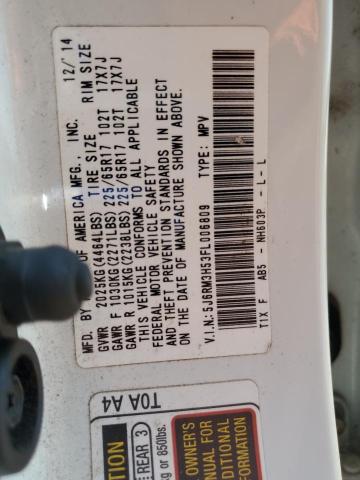 MFD. BY OF AMERICA MFG., INC. 12/ 14
TIRE SIZE RIM SIZE
GVWR 2025KG(4464LBS)
GAWR F 1030KG(2271LBS) 225/65R17 102T 17X7J
GAWR R 1015KG(2238LBS) 225/65R17 102T 17X7J
THIS VEHICLE CONFORMS TO ALL APPLICABLE
FEDERAL MOTOR VEHICLE SAFETY
AND THEFT PREVENTION STANDARDS IN EFFECT
ON THE DATE OF MANUFACTURE SHOWN ABOVE.
V.I.N:5J6RM3H53FL006809 TYPE: MPV
T1X F AB5 - NH603P - L - L
T0A A4
REAR 3
or 850lbs.
OWNER'S
MANUAL FOR